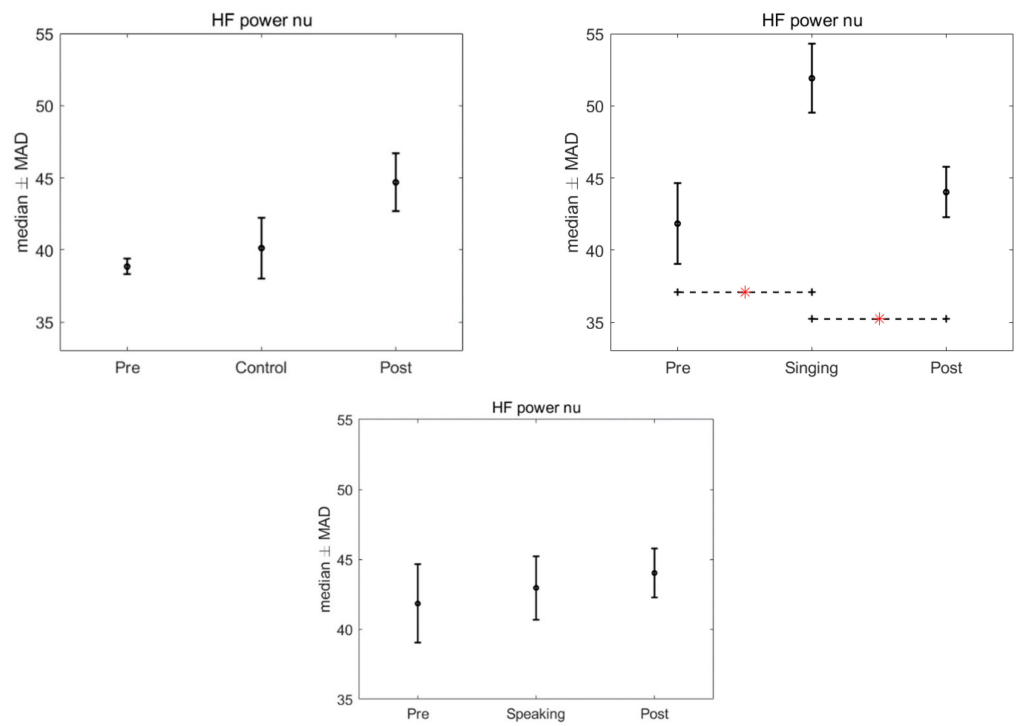 HF power nu
55
50
45
40
35
median ± MAD
Pre Control Post
HF power nu
55
50
45
40
35
median ± MAD
Pre Singing Post
HF power nu
55
50
45
40
35
median ± MAD
Pre Speaking Post